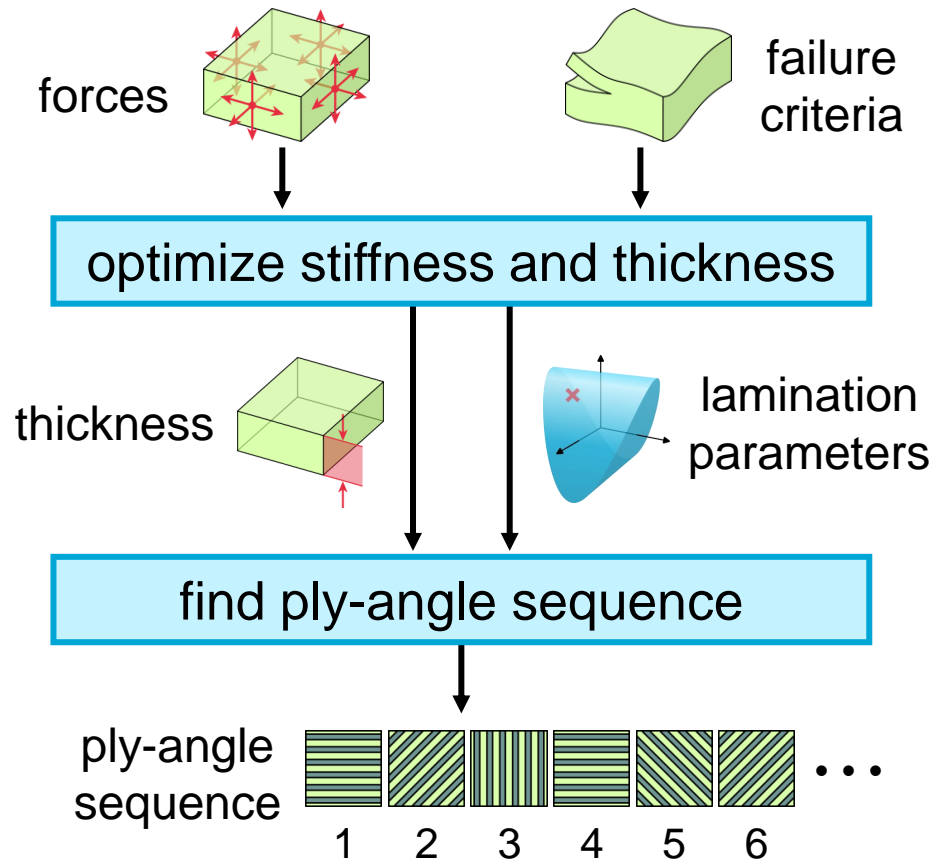 forces
failure
criteria
optimize stiffness and thickness
thickness
lamination
parameters
find ply-angle sequence
ply-angle
sequence
1 2 3 4 5 6